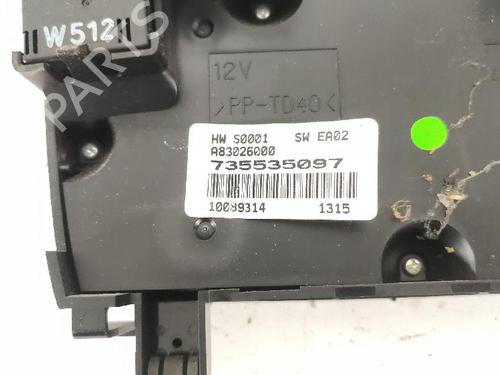 W512
12V
>PP-TD40<
HW S0001 SW EA02
A83026000
735535097
10089314 1315
PARTS